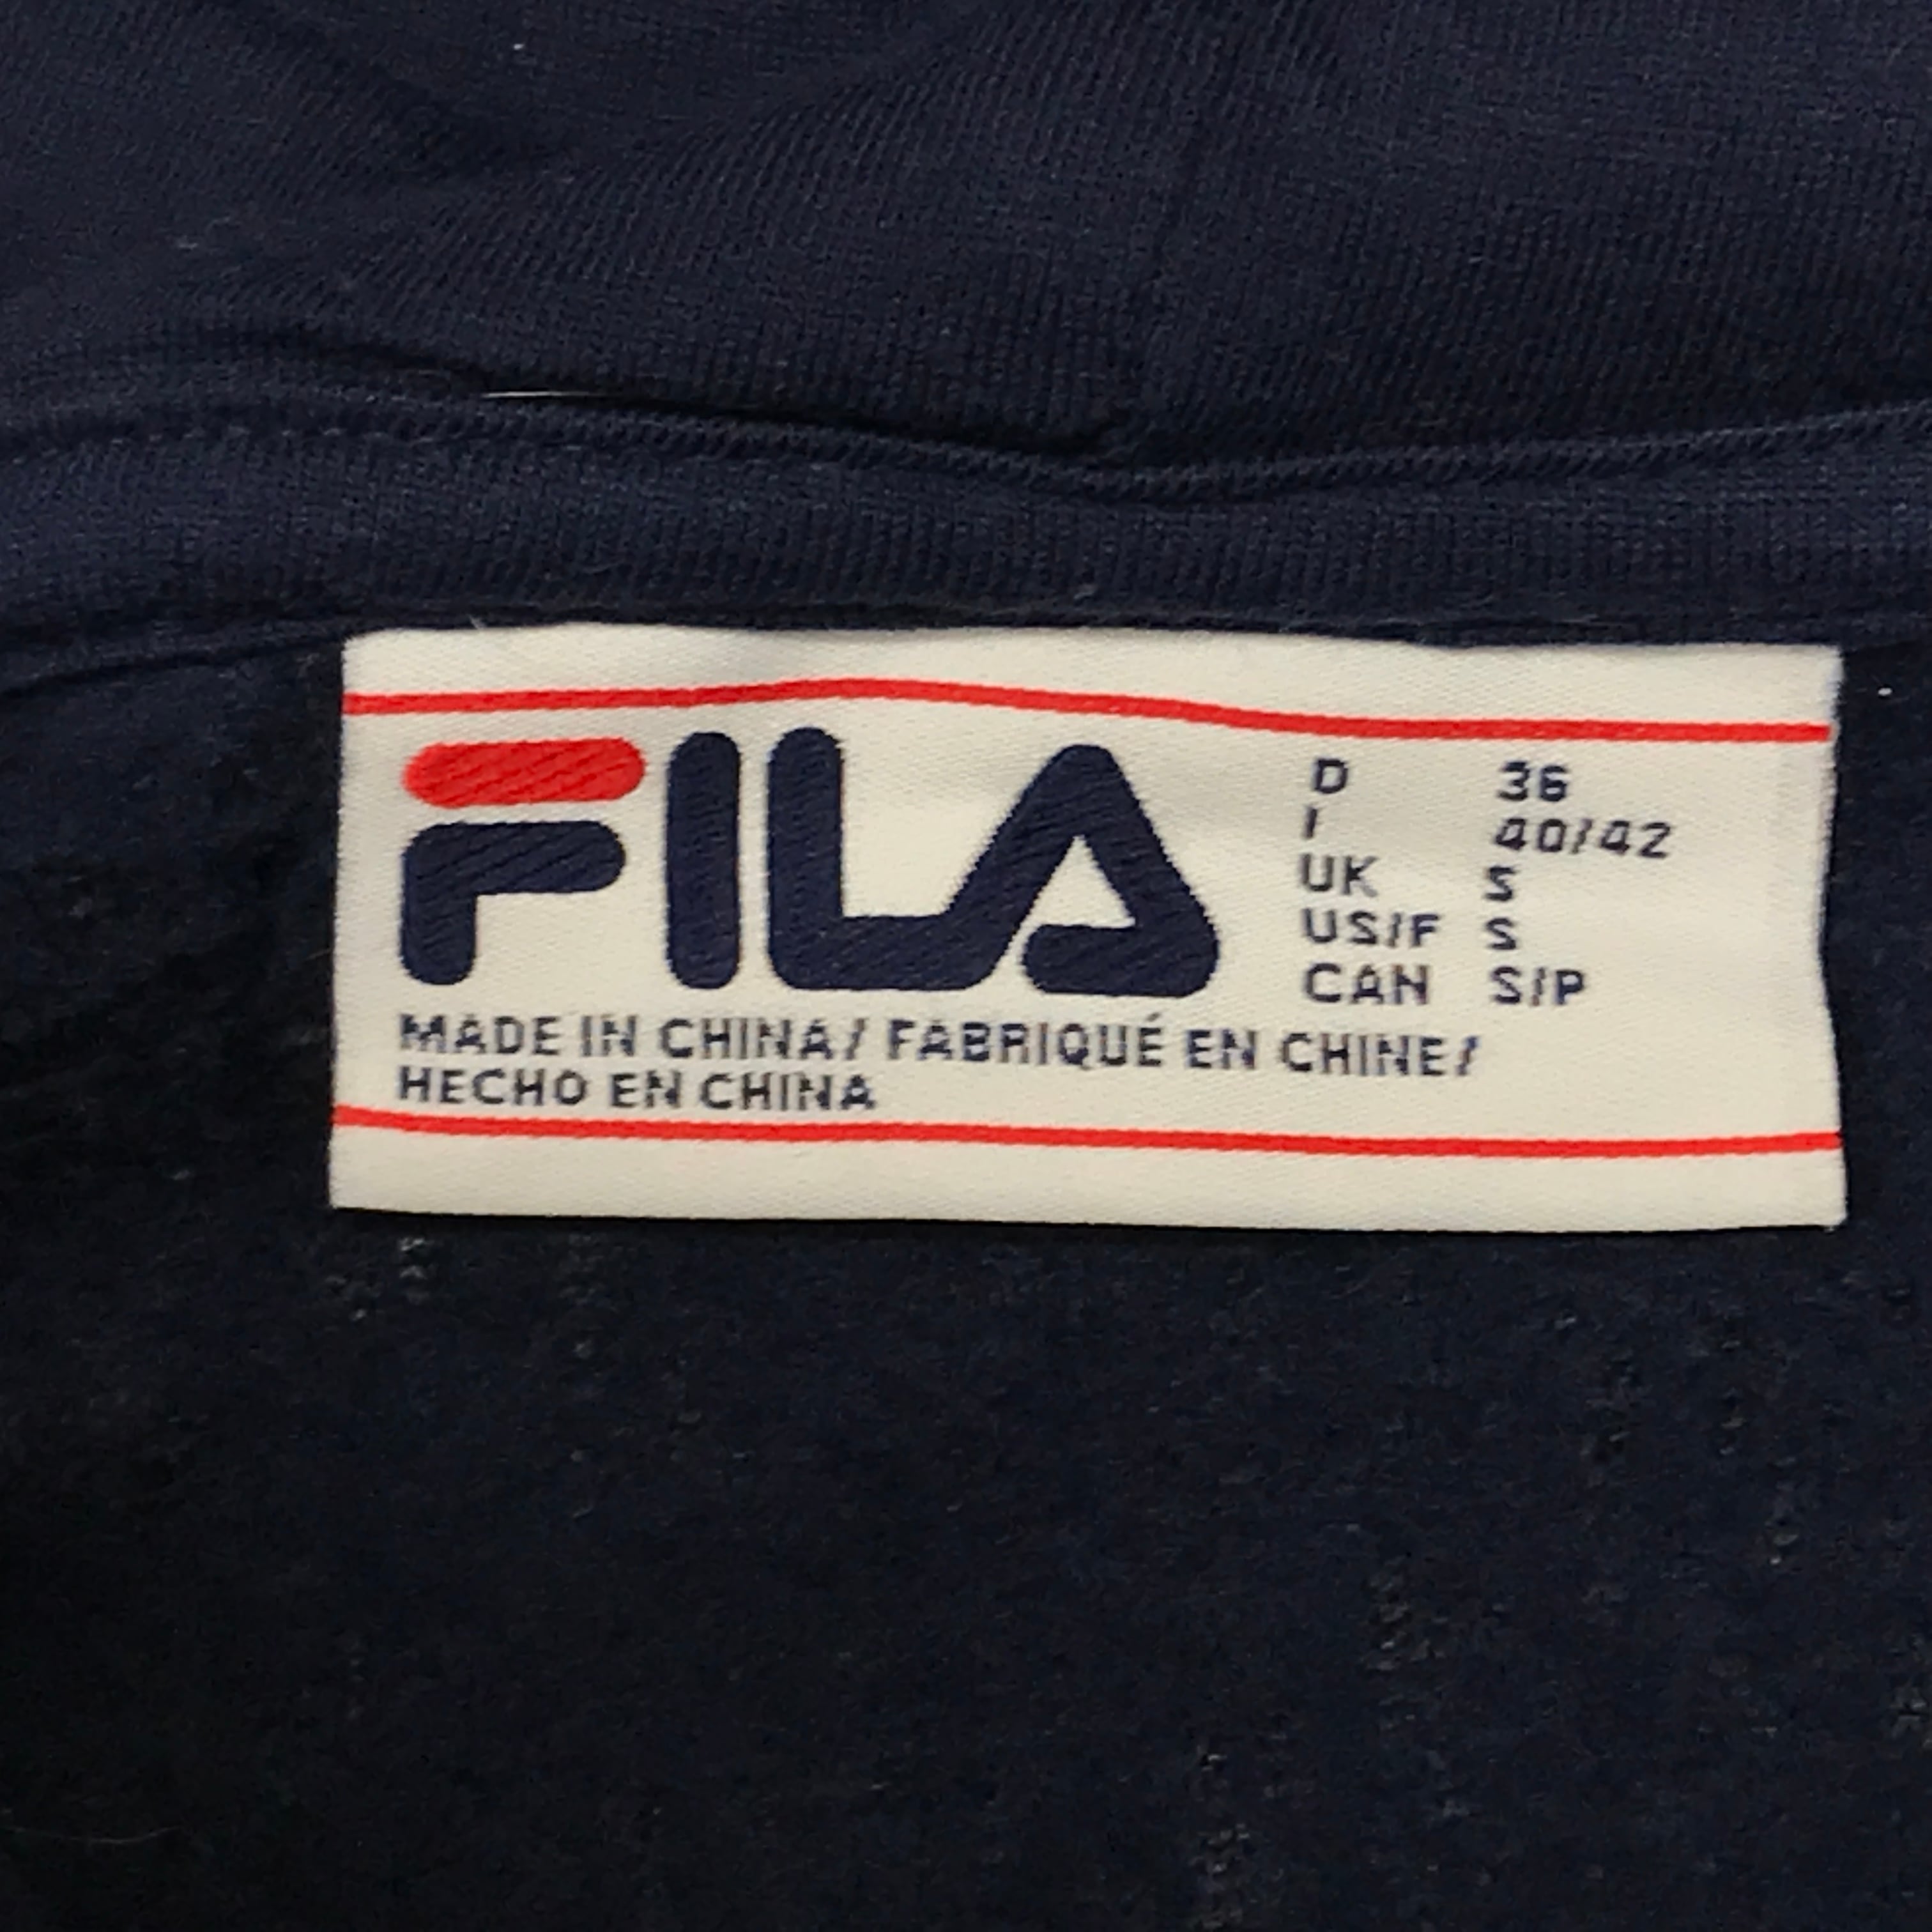 FILA
D 36
I 40/42
UK S
US/F S
CAN S/P
MADE IN CHINA/ FABRIQUÉ EN CHINE/
HECHO EN CHINA